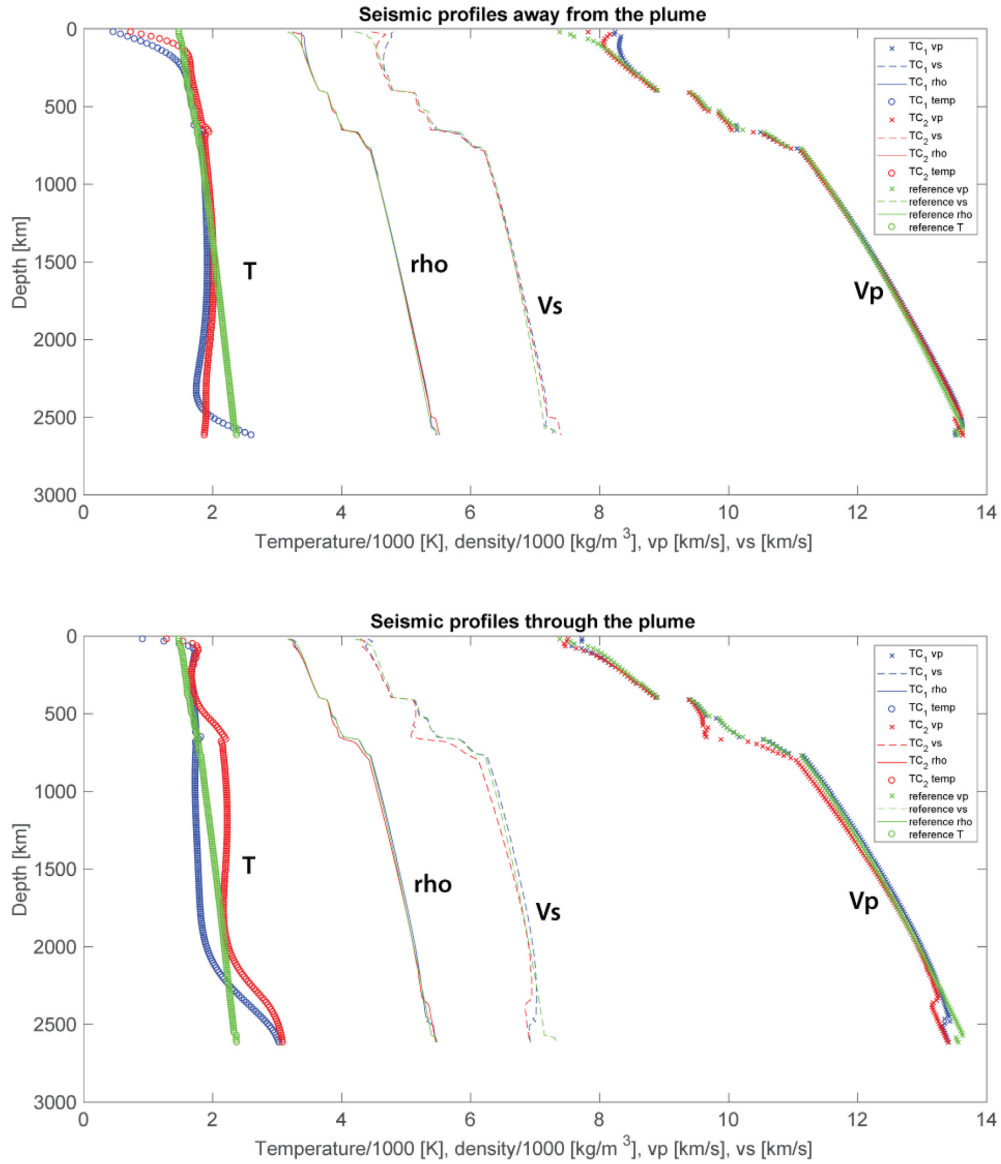 Seismic profiles away from the plume
0
500
1000
1500
2000
2500
3000
Depth [km]
0 2 4 6 8 10 12 14
Temperature/1000 [K], density/1000 [kg/m 3], vp [km/s], vs [km/s]
T
rho
Vs
Vp
TC1 vp
TC1 vs
TC1 rho
TC1 temp
TC2 vp
TC2 vs
TC2 rho
TC2 temp
reference vp
reference vs
reference rho
reference T
Seismic profiles through the plume
0
500
1000
1500
2000
2500
3000
Depth [km]
0 2 4 6 8 10 12 14
Temperature/1000 [K], density/1000 [kg/m 3], vp [km/s], vs [km/s]
T
rho
Vs
Vp
TC1 vp
TC1 vs
TC1 rho
TC1 temp
TC2 vp
TC2 vs
TC2 rho
TC2 temp
reference vp
reference vs
reference rho
reference T